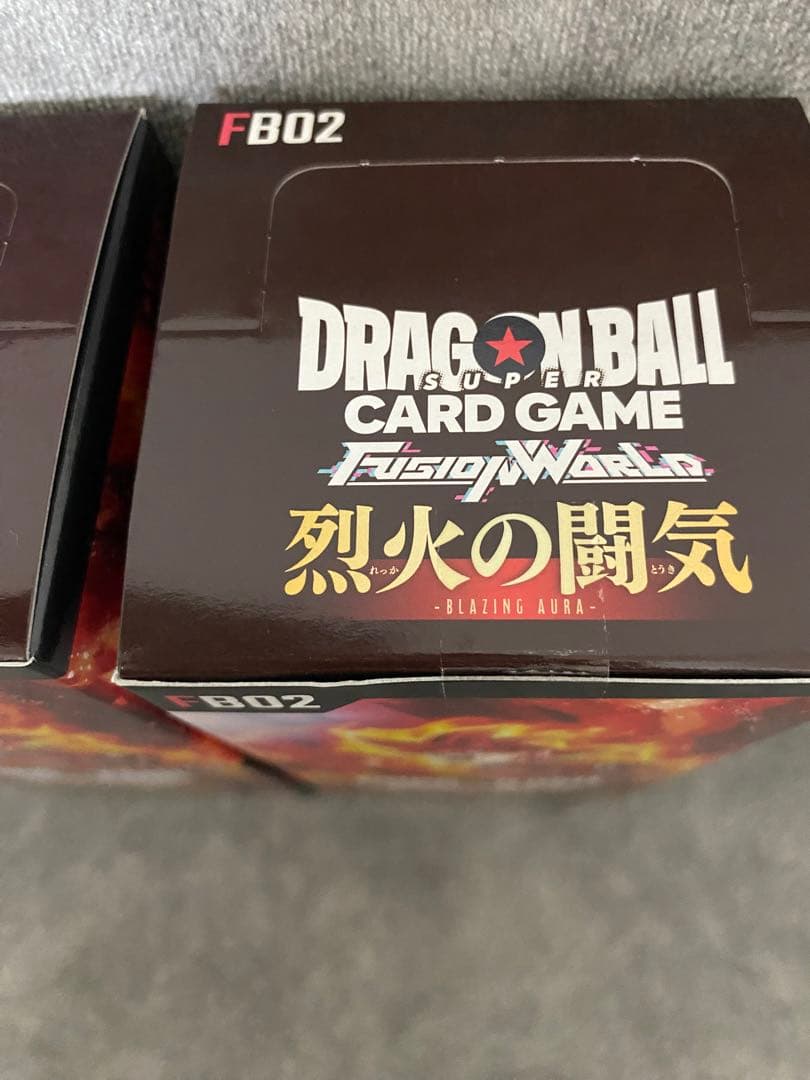 FB02
DRAGON BALL
SUPER
CARD GAME
FUSION WORLD
烈火の闘気
れっか とうき
-BLAZING AURA-
FB02